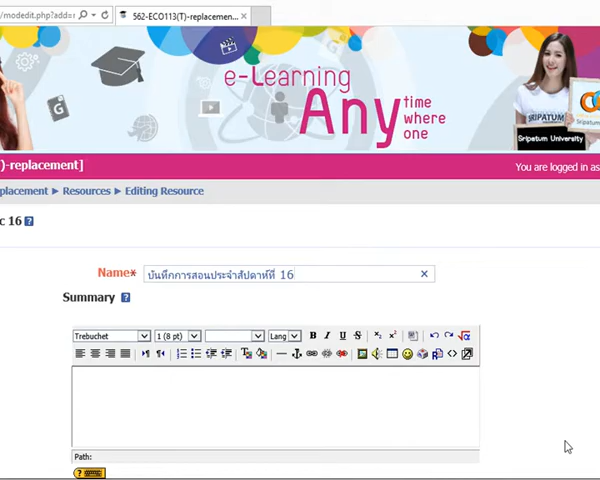 /modedit.php?add=
562-ECO113(T)-replacemen...
e-Learning
Any
time
where
one
SRIPATUM
Sripatum University
)-replacement]
You are logged in as
placement ► Resources ► Editing Resource
c 16
Name*
บันทึกการสอนประจำสัปดาห์ที่ 16
Summary
Trebuchet
1 (8 pt)
Lang
B I U S
Path: